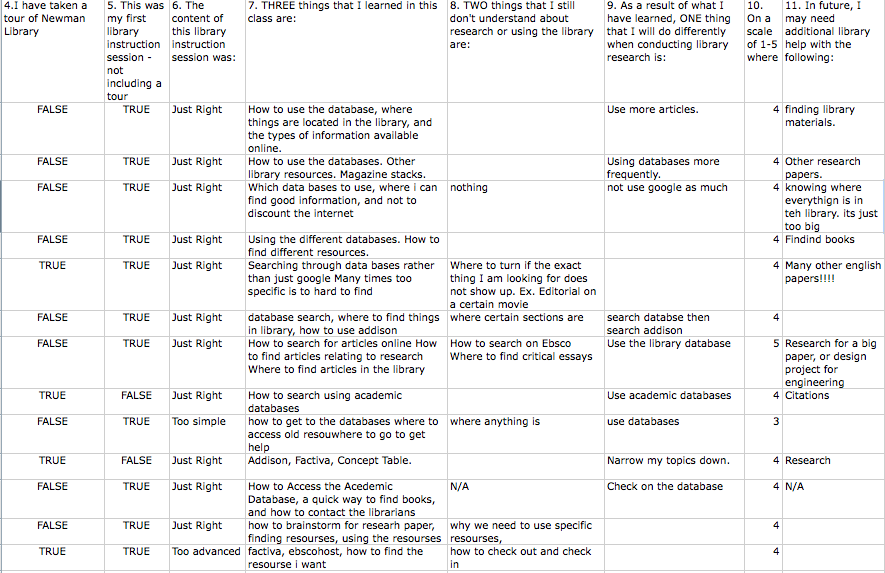 4.I have taken a tour of Newman Library
5. This was my first library instruction session - not including a tour
6. The content of this library instruction session was:
7. THREE things that I learned in this class are:
8. TWO things that I still don't understand about research or using the library are:
9. As a result of what I have learned, ONE thing that I will do differently when conducting library research is:
10. On a scale of 1-5 where
11. In future, I may need additional library help with the following:
FALSE TRUE Just Right How to use the database, where things are located in the library, and the types of information available online. Use more articles. 4 finding library materials.
FALSE TRUE Just Right How to use the databases. Other library resources. Magazine stacks. Using databases more frequently. 4 Other research papers.
FALSE TRUE Just Right Which data bases to use, where i can find good information, and not to discount the internet nothing not use google as much 4 knowing where everythign is in teh library. its just too big
FALSE TRUE Just Right Using the different databases. How to find different resources. 4 Findind books
TRUE TRUE Just Right Searching through data bases rather than just google Many times too specific is to hard to find Where to turn if the exact thing I am looking for does not show up. Ex. Editorial on a certain movie 4 Many other english papers!!!!
FALSE TRUE Just Right database search, where to find things in library, how to use addison where certain sections are search databse then search addison 4
FALSE TRUE Just Right How to search for articles online How to find articles relating to research Where to find articles in the library How to search on Ebsco Where to find critical essays Use the library database 5 Research for a big paper, or design project for engineering
TRUE FALSE Just Right How to search using academic databases Use academic databases 4 Citations
FALSE TRUE Too simple how to get to the databases where to access old resouwhere to go to get help where anything is use databases 3
TRUE FALSE Just Right Addison, Factiva, Concept Table. Narrow my topics down. 4 Research
FALSE TRUE Just Right How to Access the Acedemic Database, a quick way to find books, and how to contact the librarians N/A Check on the database 4 N/A
FALSE TRUE Just Right how to brainstorm for researh paper, finding resourses, using the resourses why we need to use specific resources, 4
TRUE TRUE Too advanced factiva, ebscohost, how to find the resourse i want how to check out and check in 4